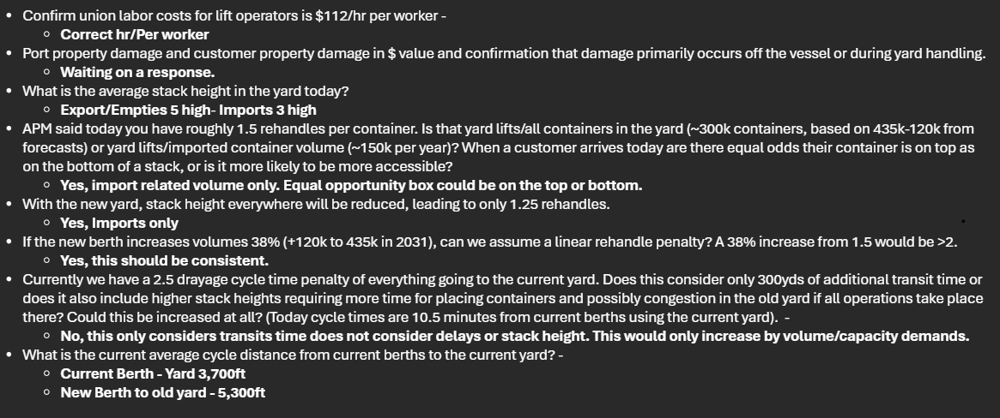 • Confirm union labor costs for lift operators is $112/hr per worker -
○ Correct hr/Per worker
• Port property damage and customer property damage in $ value and confirmation that damage primarily occurs off the vessel or during yard handling.
○ Waiting on a response.
• What is the average stack height in the yard today?
○ Export/Empties 5 high- Imports 3 high
• APM said today you have roughly 1.5 rehandles per container. Is that yard lifts/all containers in the yard (~300k containers, based on 435k-120k from
forecasts) or yard lifts/imported container volume (~150k per year)? When a customer arrives today are there equal odds their container is on top as
on the bottom of a stack, or is it more likely to be more accessible?
○ Yes, import related volume only. Equal opportunity box could be on the top or bottom.
• With the new yard, stack height everywhere will be reduced, leading to only 1.25 rehandles.
○ Yes, Imports only
• If the new berth increases volumes 38% (+120k to 435k in 2031), can we assume a linear rehandle penalty? A 38% increase from 1.5 would be >2.
○ Yes, this should be consistent.
• Currently we have a 2.5 drayage cycle time penalty of everything going to the current yard. Does this consider only 300yds of additional transit time or
does it also include higher stack heights requiring more time for placing containers and possibly congestion in the old yard if all operations take place
there? Could this be increased at all? (Today cycle times are 10.5 minutes from current berths using the current yard). -
○ No, this only considers transits time does not consider delays or stack height. This would only increase by volume/capacity demands.
• What is the current average cycle distance from current berths to the current yard? -
○ Current Berth - Yard 3,700ft
○ New Berth to old yard - 5,300ft